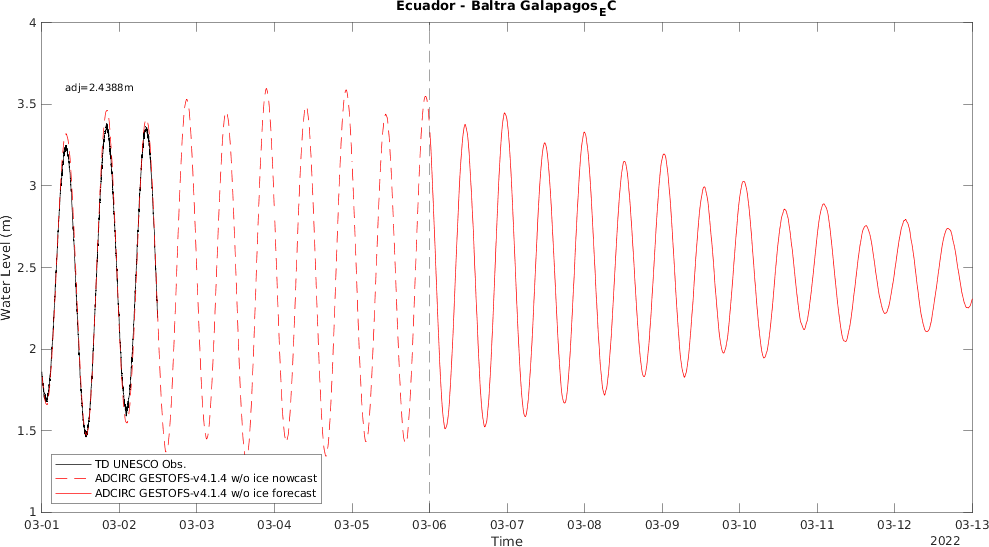 Ecuador - Baltra Galapagos_EC
4
adj=2.4388m
3.5
3
2.5
2
1.5
1
Water Level (m)
TD UNESCO Obs.
ADCIRC GESTOFS-v4.1.4 w/o ice nowcast
ADCIRC GESTOFS-v4.1.4 w/o ice forecast
03-01 03-02 03-03 03-04 03-05 03-06 03-07 03-08 03-09 03-10 03-11 03-12 03-13
Time
2022